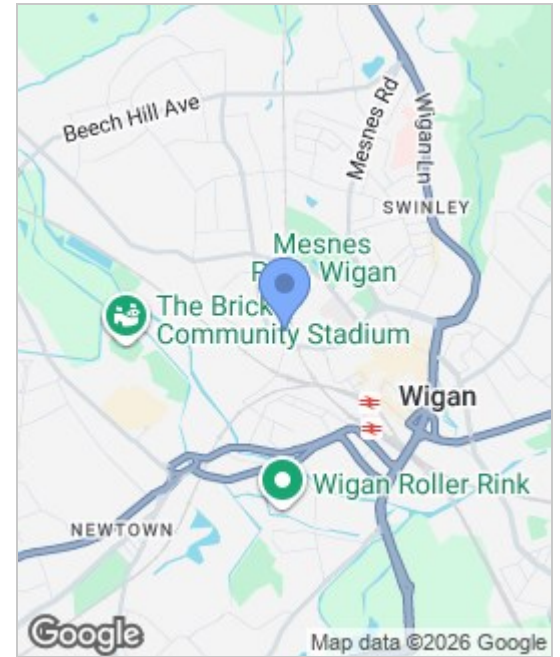 Beech Hill Ave
Mesnes Rd
Wigan Ln
SWINLEY
Mesnes
Wigan
The Brick
Community Stadium
Wigan
Wigan Roller Rink
NEWTOWN
Google
Map data ©2026 Google